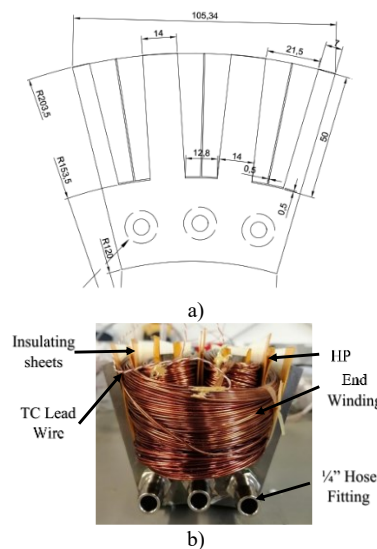 105,34
14
21,5
7
R203,5
50
R153,5
12,8
14
0,5
0,5
R120
a)
Insulating
sheets
HP
TC Lead
Wire
End
Winding
¼” Hose
Fitting
b)